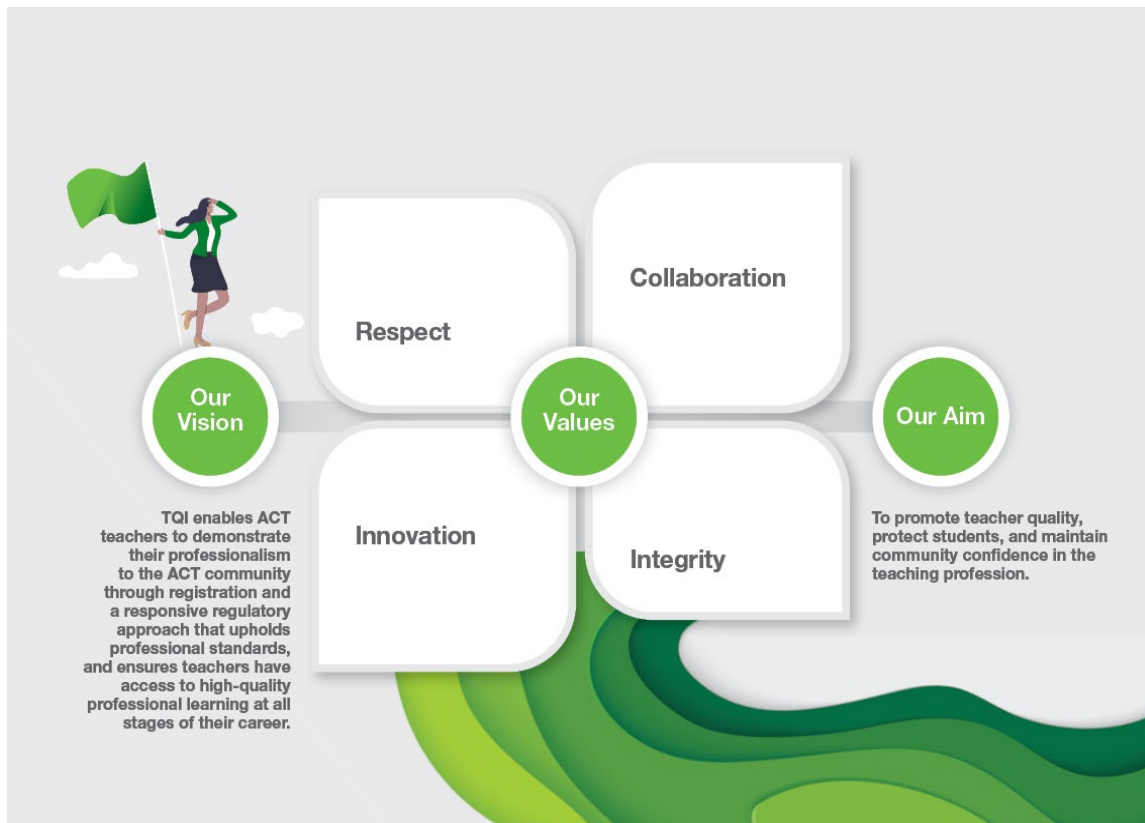 Our
Vision
TQI enables ACT
teachers to demonstrate
their professionalism
to the ACT community
through registration and
a responsive regulatory
approach that upholds
professional standards,
and ensures teachers have
access to high-quality
professional learning at all
stages of their career.
Our
Values
Respect
Collaboration
Innovation
Integrity
Our Aim
To promote teacher quality,
protect students, and maintain
community confidence in the
teaching profession.